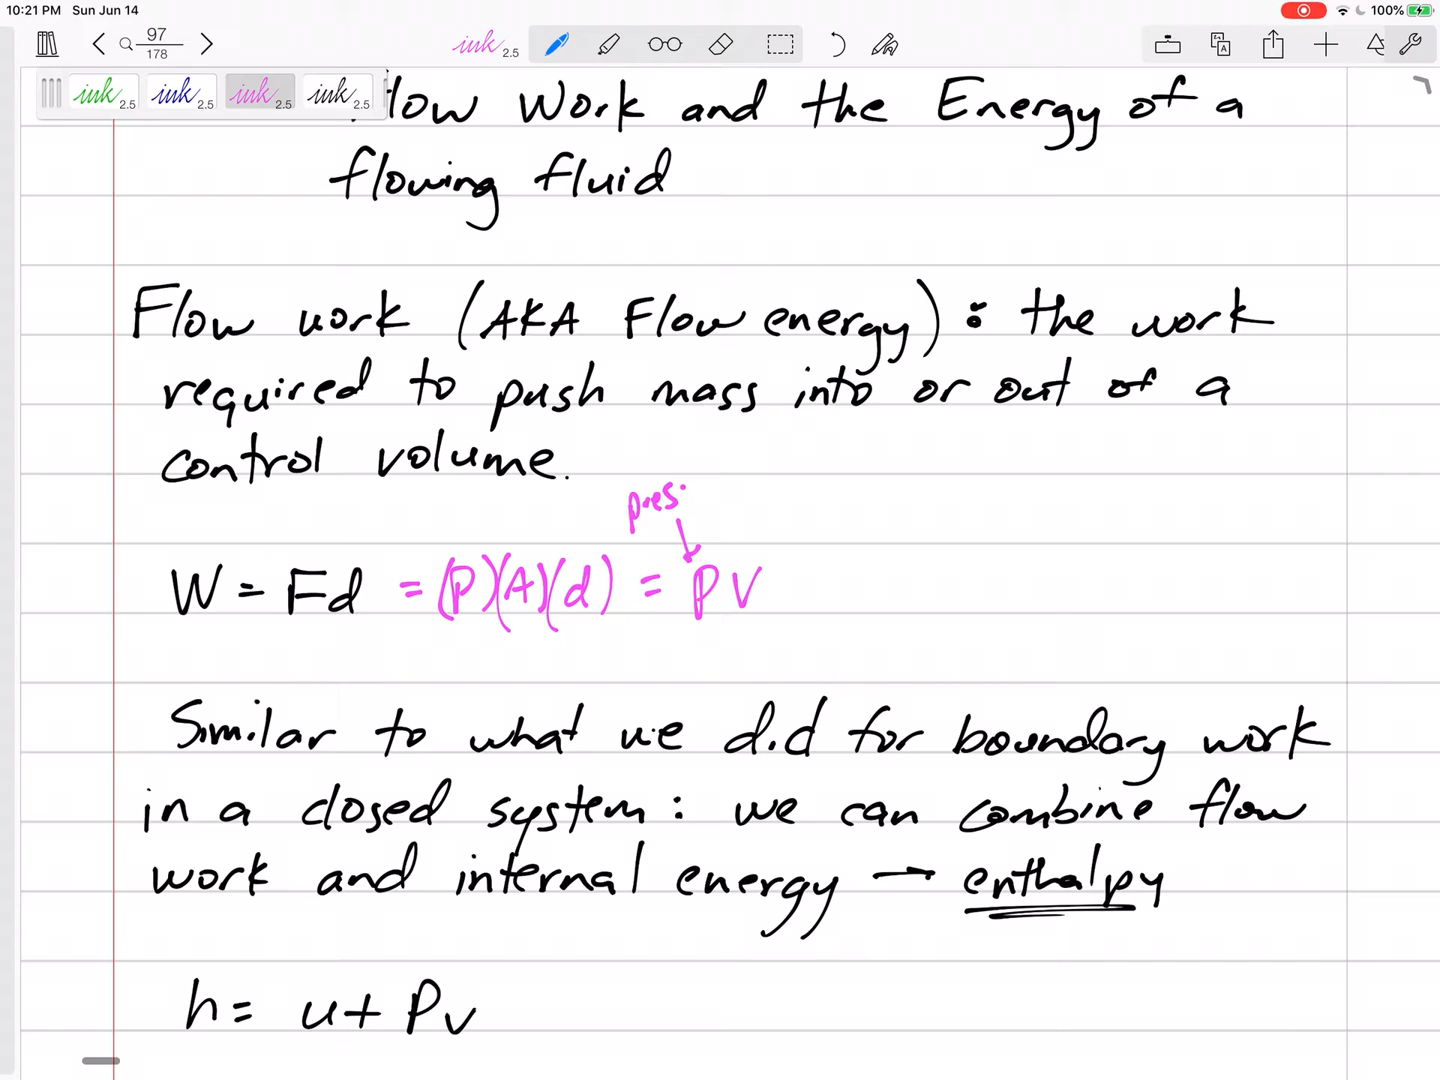 10:21 PM Sun Jun 14
100%
97
178
ink 2.5
ink 2.5 ink 2.5 ink 2.5 ink 2.5
low Work and the Energy of a
flowing fluid
Flow work (AKA Flow energy): the work
required to push mass into or out of a
control volume.
pres.
W = Fd = (P)(A)(d) = PV
Similar to what we did for boundary work
in a closed system: we can combine flow
work and internal energy → enthalpy
h = u + Pv